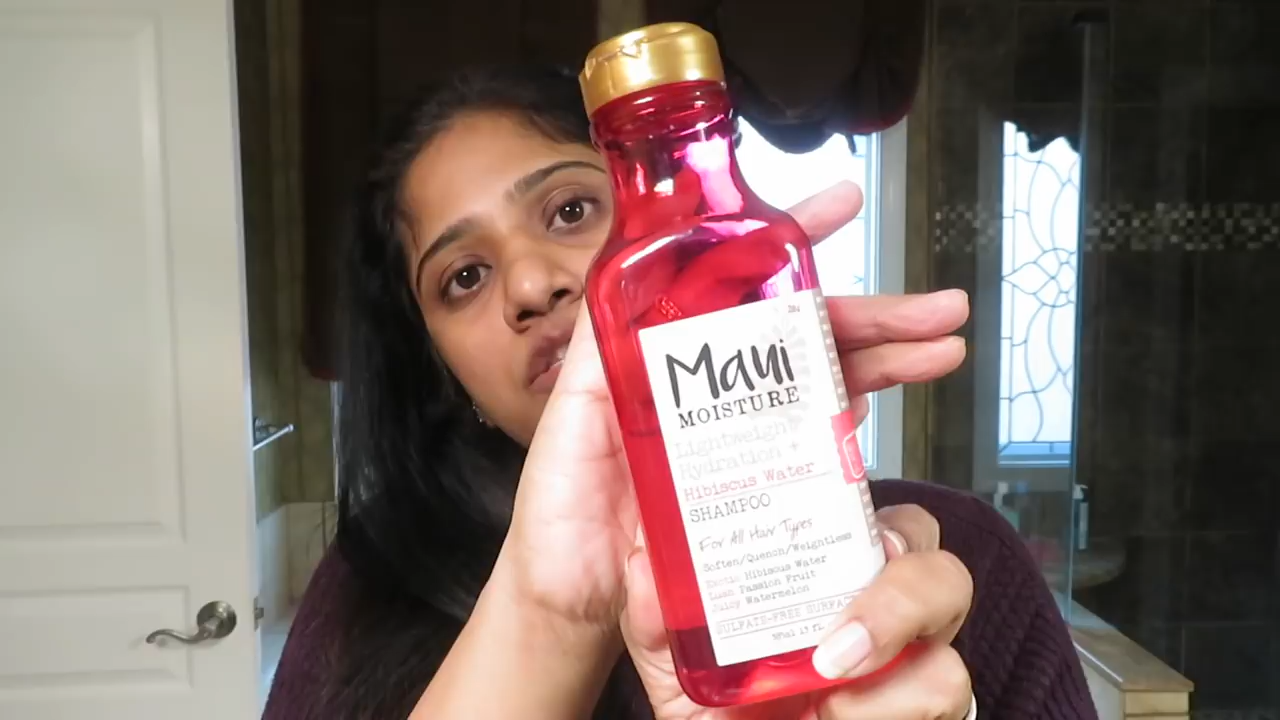 Maui
MOISTURE
Lightweight
Hydration +
Hibiscus Water
SHAMPOO
For All Hair Types
Soften/Quench/Weightless
Exotic Hibiscus Water
Lush Passion Fruit
Juicy Watermelon
SULFATE-FREE SURFA